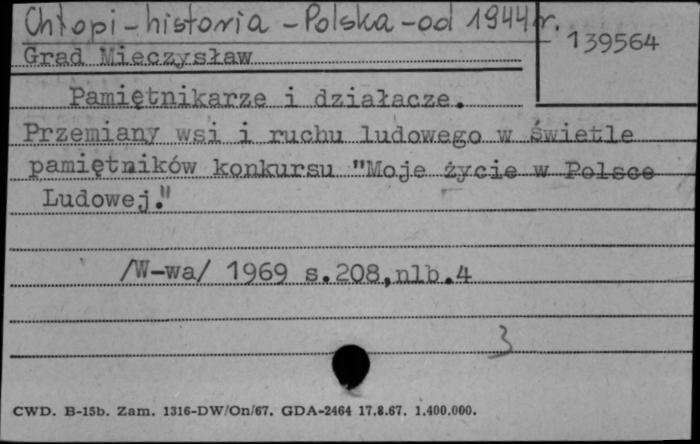 Chłopi - historia - Polska - od 1944 r.
139564
Grad Mieczysław
Pamiętnikarze i działacze.
Przemiany wsi i ruchu ludowego w świetle
pamiętników konkursu "Moje życie w Polsce
Ludowej."
/W-wa/ 1969 s.208,nlb.4
3
CWD. B-15b. Zam. 1316-DW/On/67. GDA-2464 17.8.67. 1.400.000.